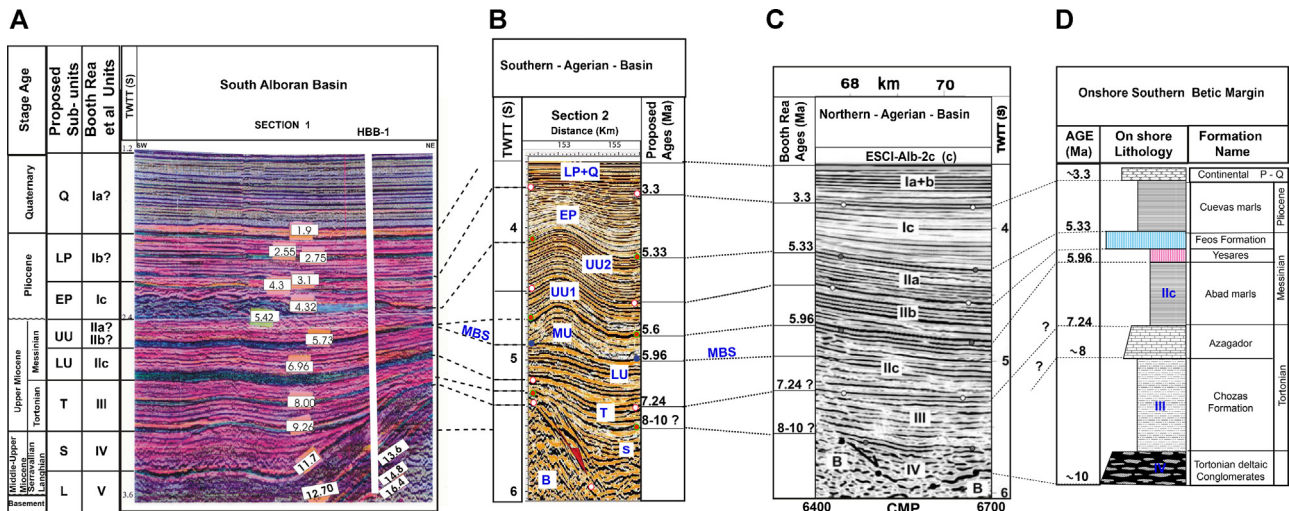 A
Stage Age
Proposed
Sub- units
Booth Rea
et al Units
TWTT (S)
South Alboran Basin
SECTION 1
HBB-1
SW
NE
1.2
2.4
3.6
Quaternary
Pliocene
Upper Miocene
Messinian
Tortonian
Middle-Upper
Miocene
Serravallian
Langhian
Basement
Q
Ia?
LP
Ib?
EP
Ic
UU
IIa?
IIb?
LU
IIc
T
III
S
IV
L
V
1.9
2.55
2.75
3.1
4.3
4.32
5.42
5.73
6.96
8.00
9.26
11.7
12.70
13.6
14.8
16.4
MBS
B
Southern - Agerian - Basin
TWTT (S)
Section 2
Distance (Km)
153
155
Proposed
Ages (Ma)
LP+Q
EP
UU2
UU1
MU
LU
T
S
B
4
5
6
3.3
5.33
5.6
5.96
7.24
8-10 ?
MBS
C
68
km
70
Booth Rea
Ages (Ma)
Northern - Agerian - Basin
TWTT (S)
ESCI-Alb-2c (c)
Ia+b
Ic
IIa
IIb
IIc
III
IV
B
B
3.3
5.33
5.96
7.24 ?
8-10 ?
4
5
6
6400
CMP
6700
?
?
D
Onshore Southern Betic Margin
AGE
(Ma)
On shore
Lithology
Formation
Name
~3.3
Continental P - Q
Cuevas marls
Pliocene
5.33
Feos Formation
5.96
Yesares
IIc
Abad marls
Messinian
7.24
Azagador
~8
III
Chozas
Formation
Tortonian
~10
IV
Tortonian deltaic
Conglomerates